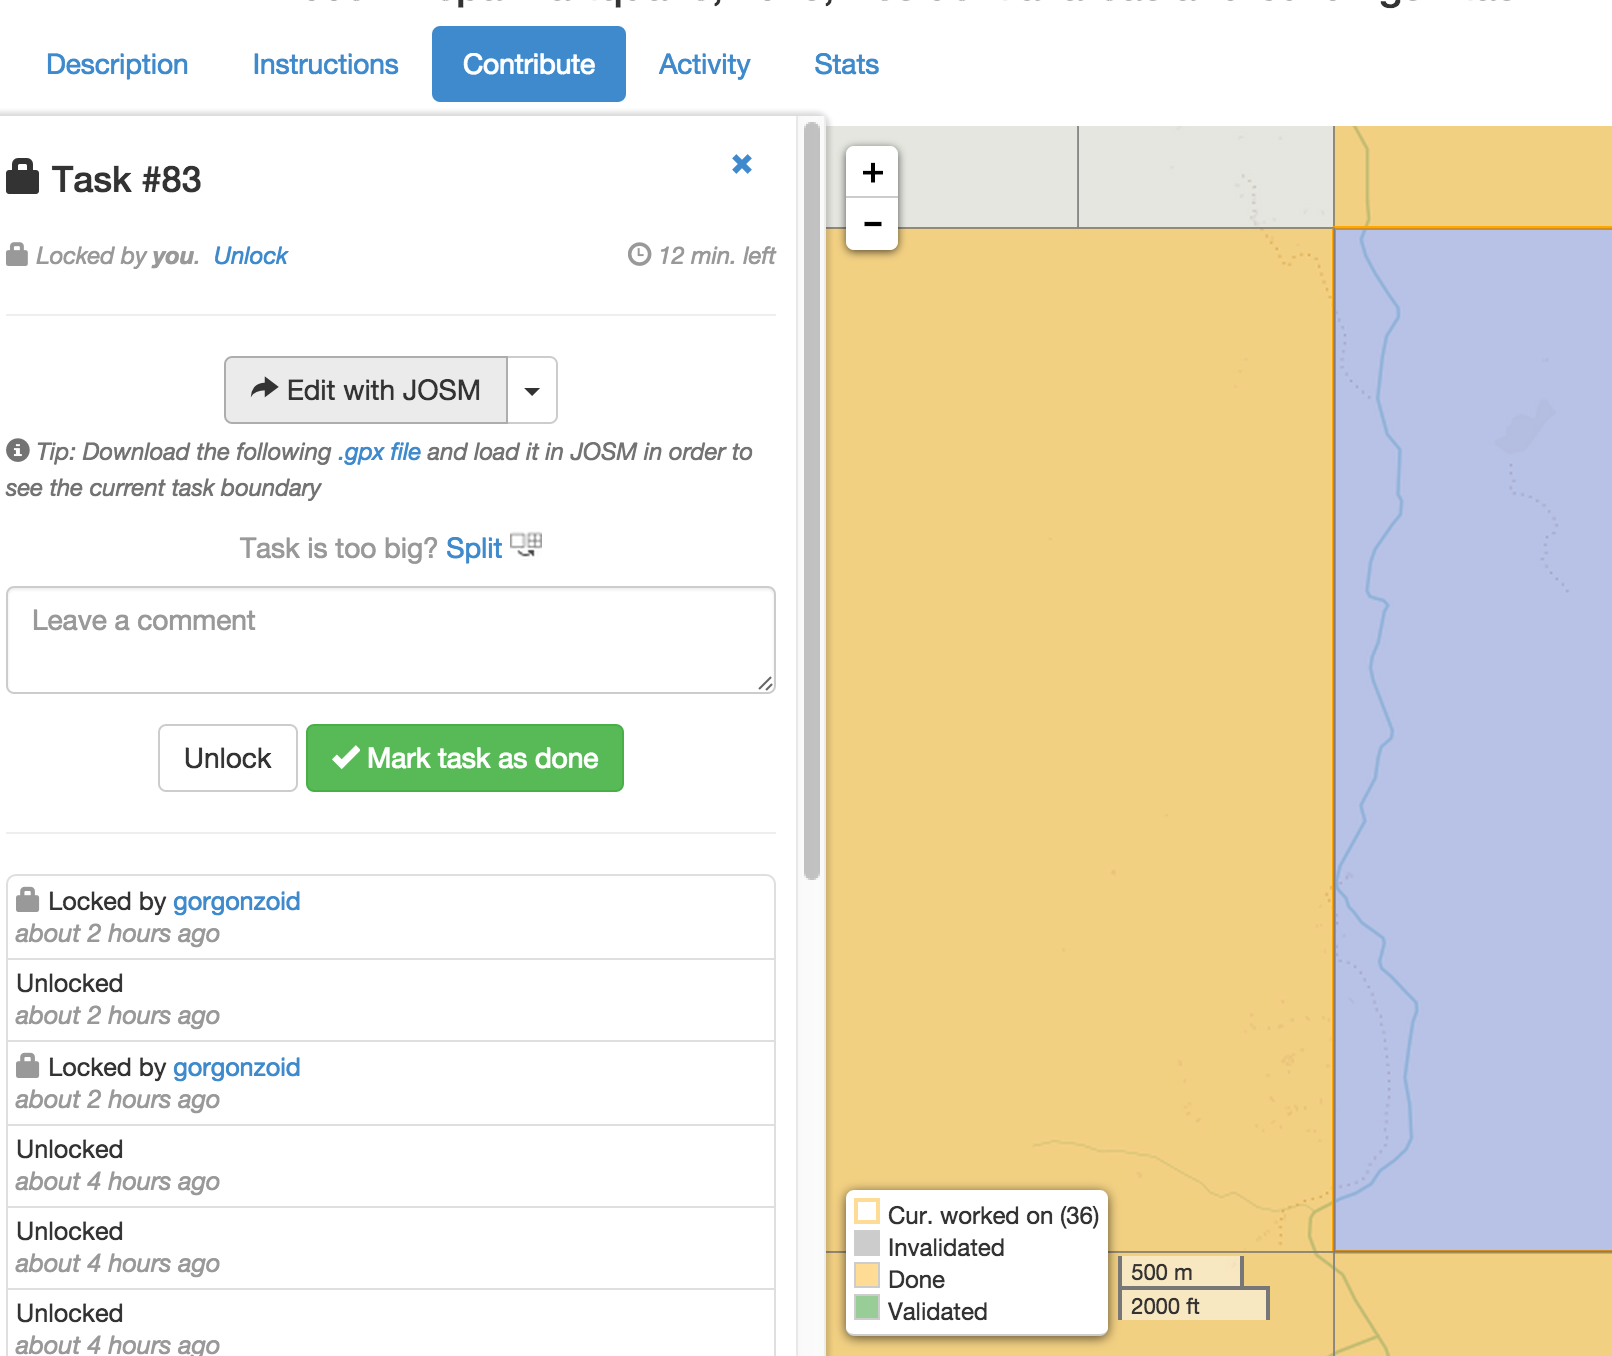 Description Instructions Contribute Activity Stats
Task #83
Locked by you. Unlock 12 min. left
Edit with JOSM
Tip: Download the following .gpx file and load it in JOSM in order to
see the current task boundary
Task is too big? Split
Leave a comment
Unlock Mark task as done
Locked by gorgonzoid
about 2 hours ago
Unlocked
about 2 hours ago
Locked by gorgonzoid
about 2 hours ago
Unlocked
about 4 hours ago
Unlocked
about 4 hours ago
Unlocked
about 4 hours ago
+
−
Cur. worked on (36)
Invalidated
Done
Validated
500 m
2000 ft